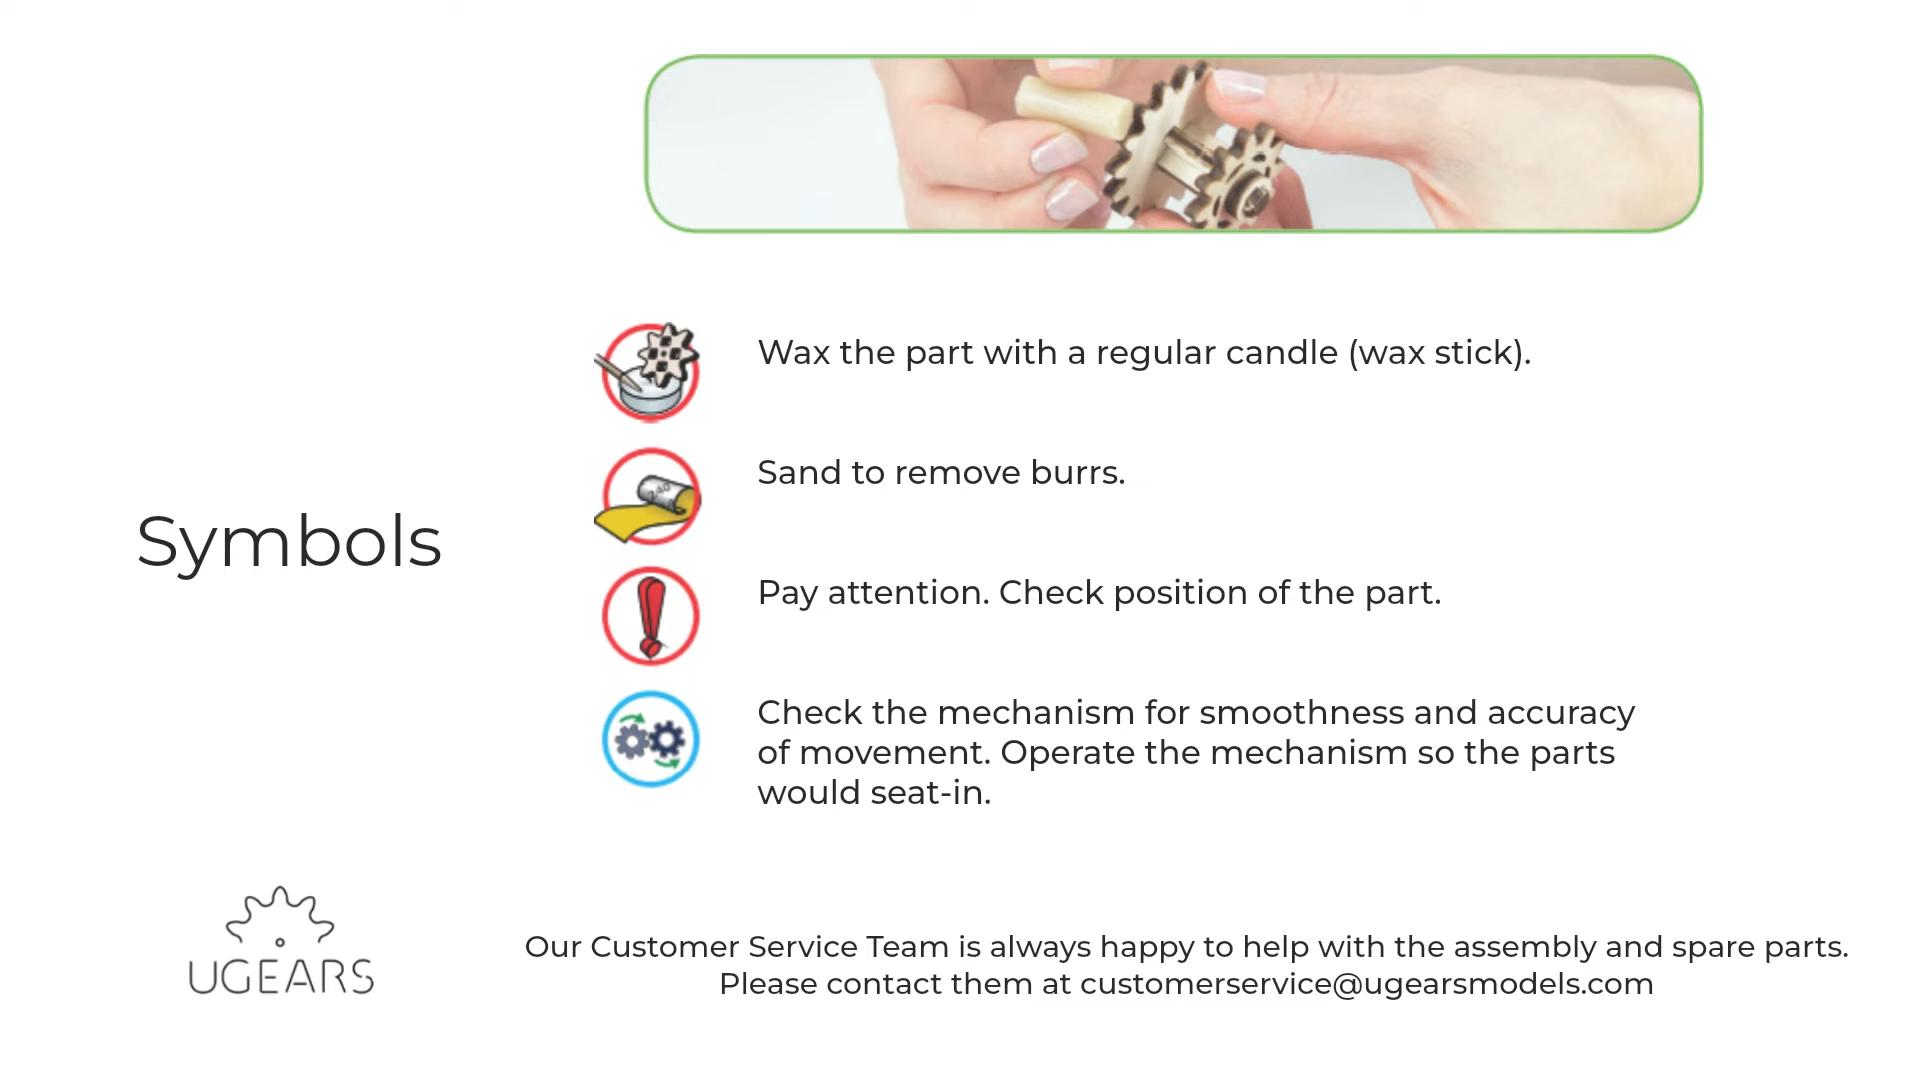 Wax the part with a regular candle (wax stick).
Sand to remove burrs.
240
Symbols
Pay attention. Check position of the part.
Check the mechanism for smoothness and accuracy
of movement. Operate the mechanism so the parts
would seat-in.
UGEARS
Our Customer Service Team is always happy to help with the assembly and spare parts.
Please contact them at customerservice@ugearsmodels.com